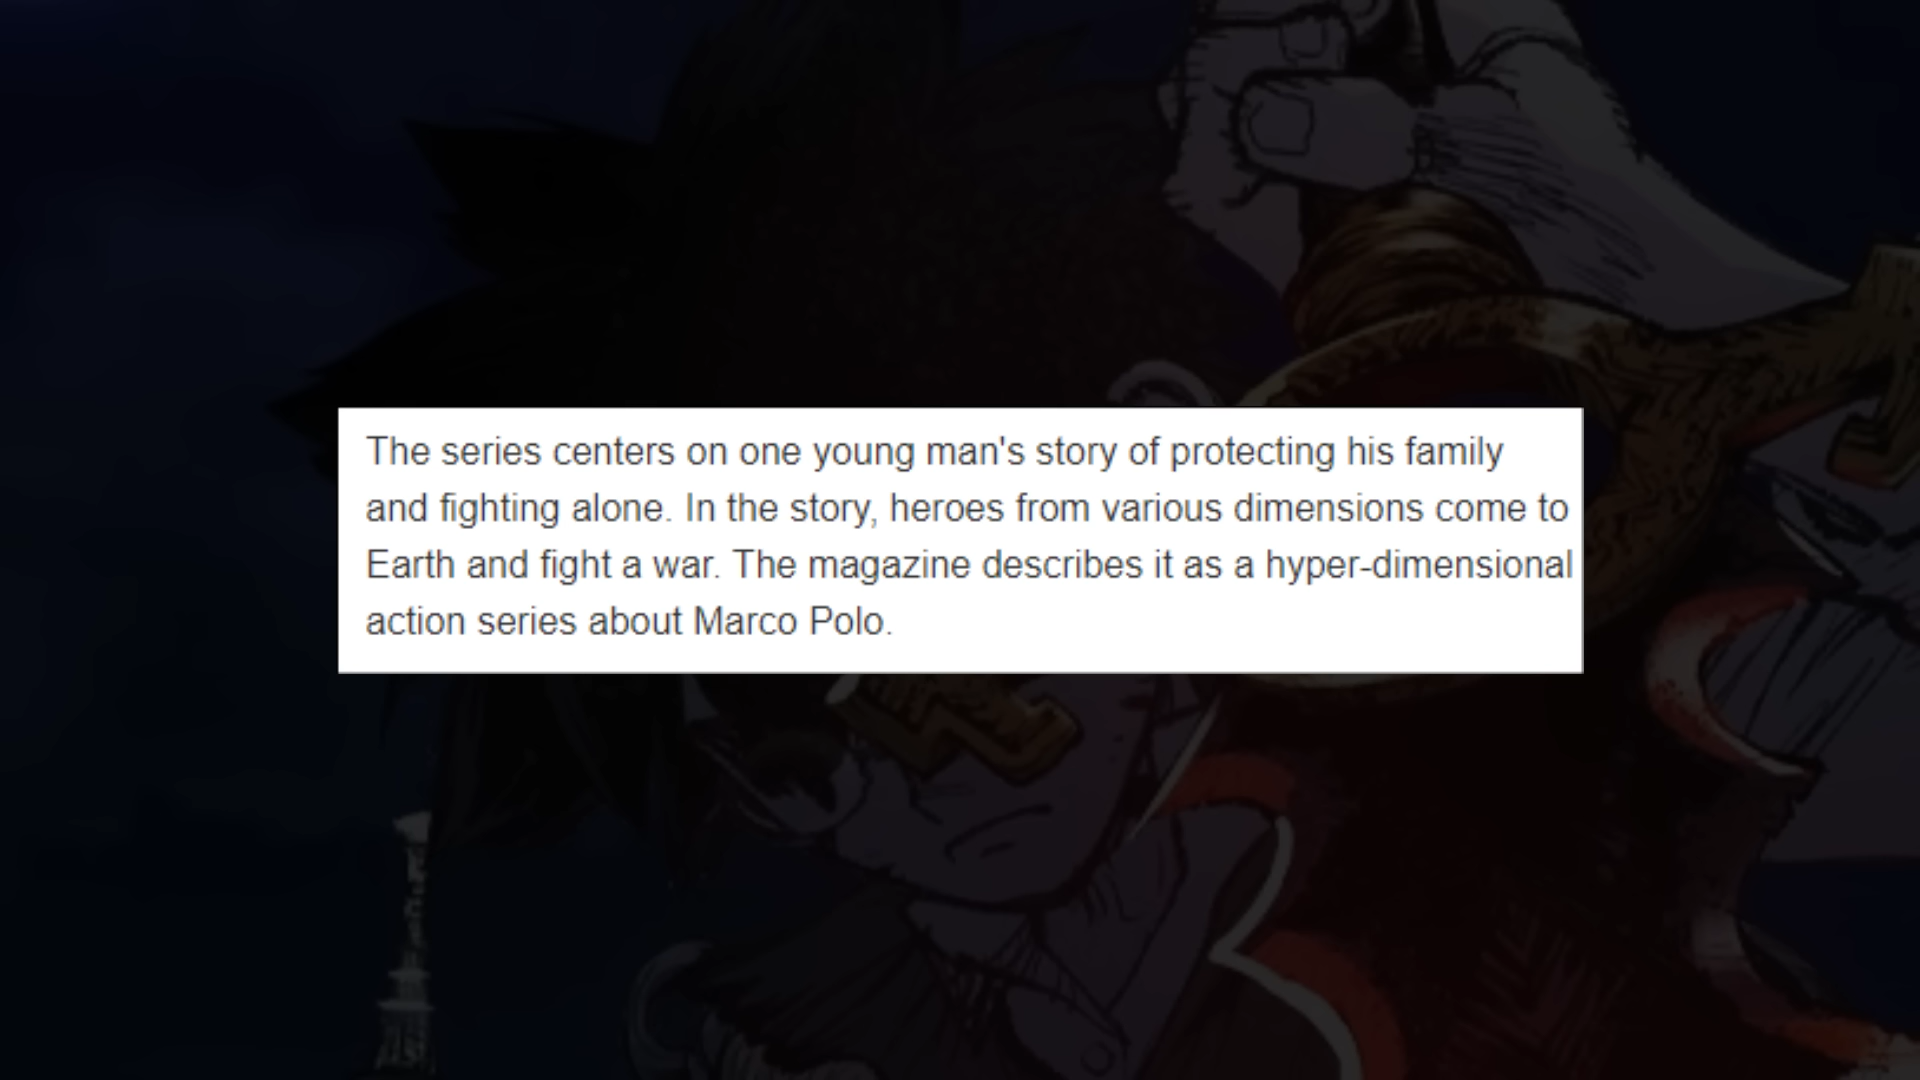 The series centers on one young man's story of protecting his family
and fighting alone. In the story, heroes from various dimensions come to
Earth and fight a war. The magazine describes it as a hyper-dimensional
action series about Marco Polo.